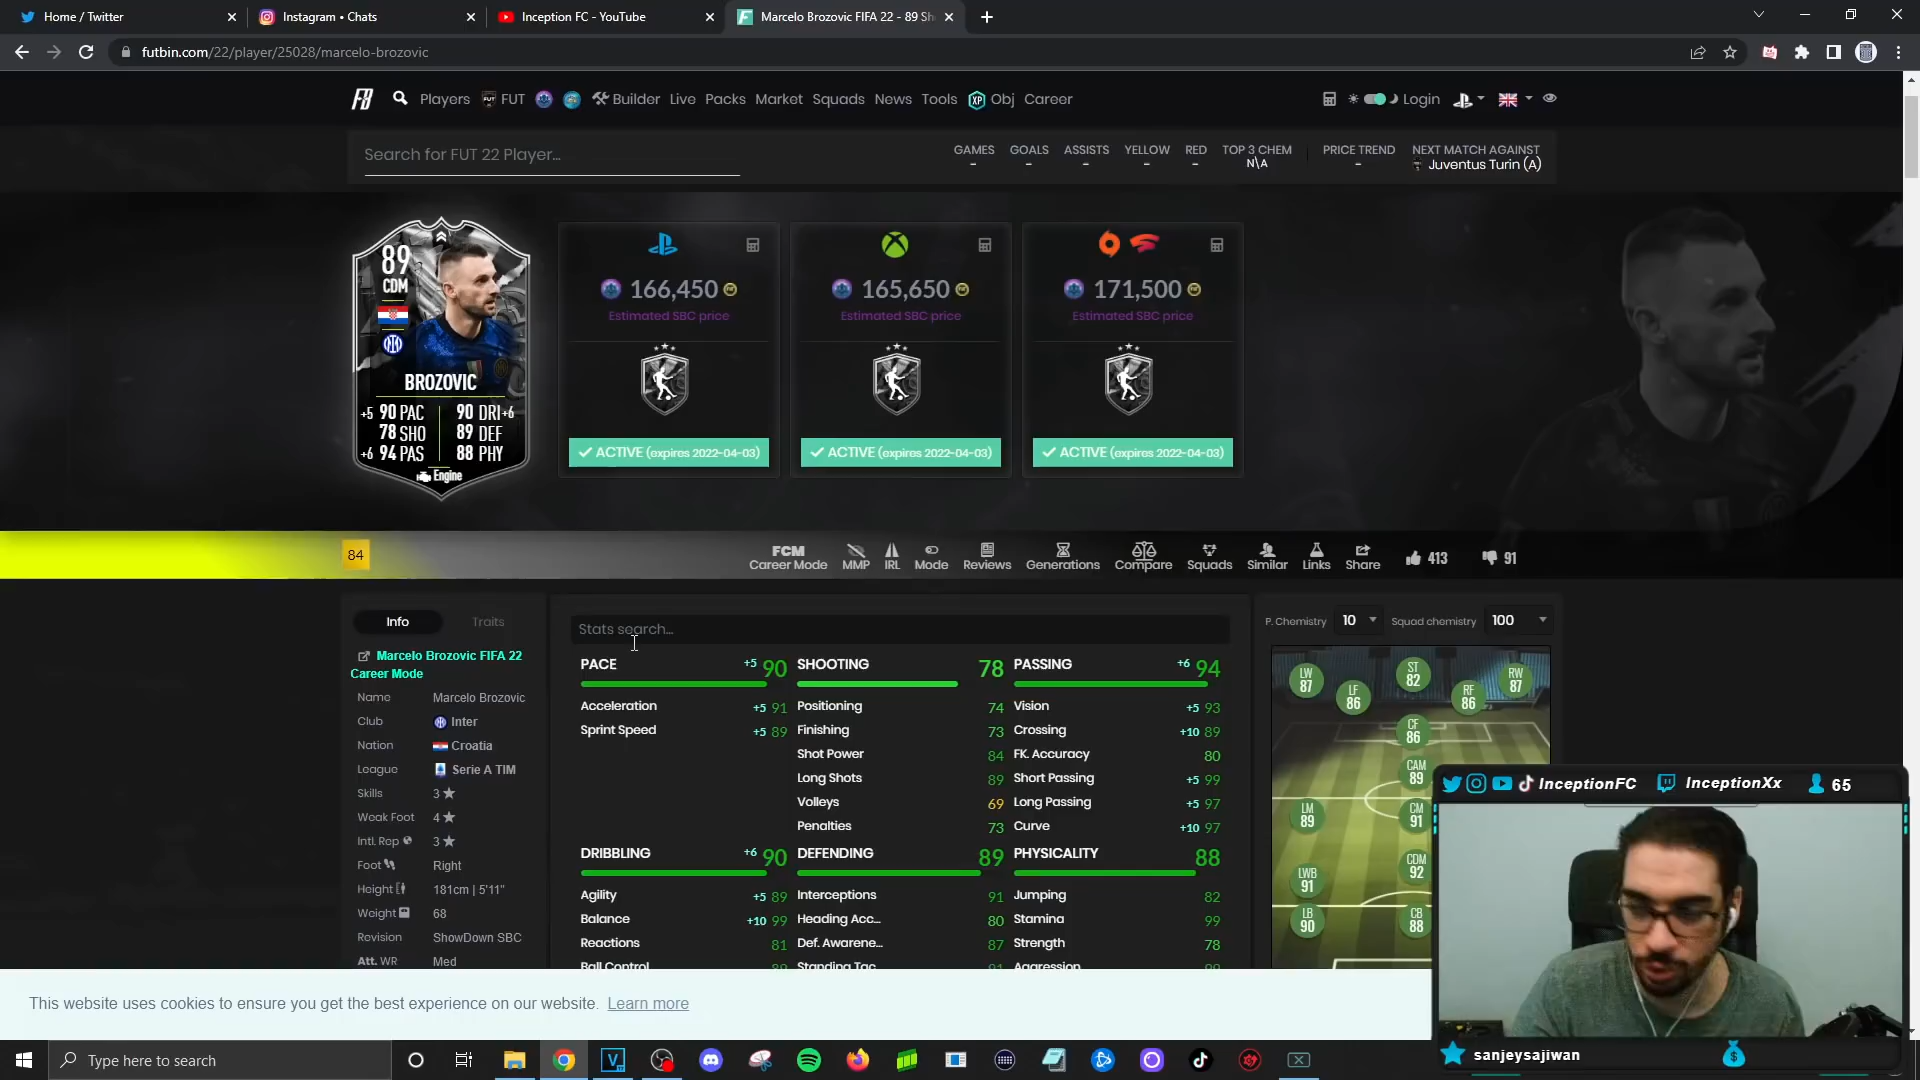 Home / Twitter
Instagram • Chats
Inception FC - YouTube
Marcelo Brozovic FIFA 22 - 89 Sh
futbin.com/22/player/25028/marcelo-brozovic
Players FUT Builder Live Packs Market Squads News Tools XP Obj Career Login
Search for FUT 22 Player...
GAMES GOALS ASSISTS YELLOW RED TOP 3 CHEM PRICE TREND NEXT MATCH AGAINST
- - - - - N\A - Juventus Turin (A)
89
CDM
BROZOVIC
+5 90 PAC 90 DRI +6
78 SHO 89 DEF
+6 94 PAS 88 PHY
Engine
166,450
Estimated SBC price
ACTIVE (expires 2022-04-03)
165,650
Estimated SBC price
ACTIVE (expires 2022-04-03)
171,500
Estimated SBC price
ACTIVE (expires 2022-04-03)
84
FCM
Career Mode MMP IRL Mode Reviews Generations Compare Squads Similar Links Share 413 91
Info Traits
Marcelo Brozovic FIFA 22
Career Mode
Name Marcelo Brozovic
Club Inter
Nation Croatia
League Serie A TIM
Skills 3
Weak Foot 4
Intl. Rep 3
Foot Right
Height 181cm | 5'11"
Weight 68
Revision ShowDown SBC
Att. WR Med
Stats search...
PACE +5 90
Acceleration +5 91
Sprint Speed +5 89
SHOOTING 78
Positioning 74
Finishing 73
Shot Power 84
Long Shots 89
Volleys 69
Penalties 73
PASSING +6 94
Vision +5 93
Crossing +10 89
FK. Accuracy 80
Short Passing +5 99
Long Passing +5 97
Curve +10 97
DRIBBLING +6 90
Agility +5 89
Balance +10 99
Reactions 81
Ball Control 89
DEFENDING 89
Interceptions 91
Heading Acc... 80
Def. Awarene... 87
Standing Tac... 91
PHYSICALITY 88
Jumping 82
Stamina 99
Strength 78
Aggression 99
P. Chemistry 10 Squad chemistry 100
LW
87
ST
82
RW
87
LF
86
RF
86
CF
86
CAM
89
LM
89
CM
91
CDM
92
LWB
91
LB
90
CB
88
InceptionFC InceptionXx 65
sanjeysajiwan
This website uses cookies to ensure you get the best experience on our website. Learn more
Type here to search